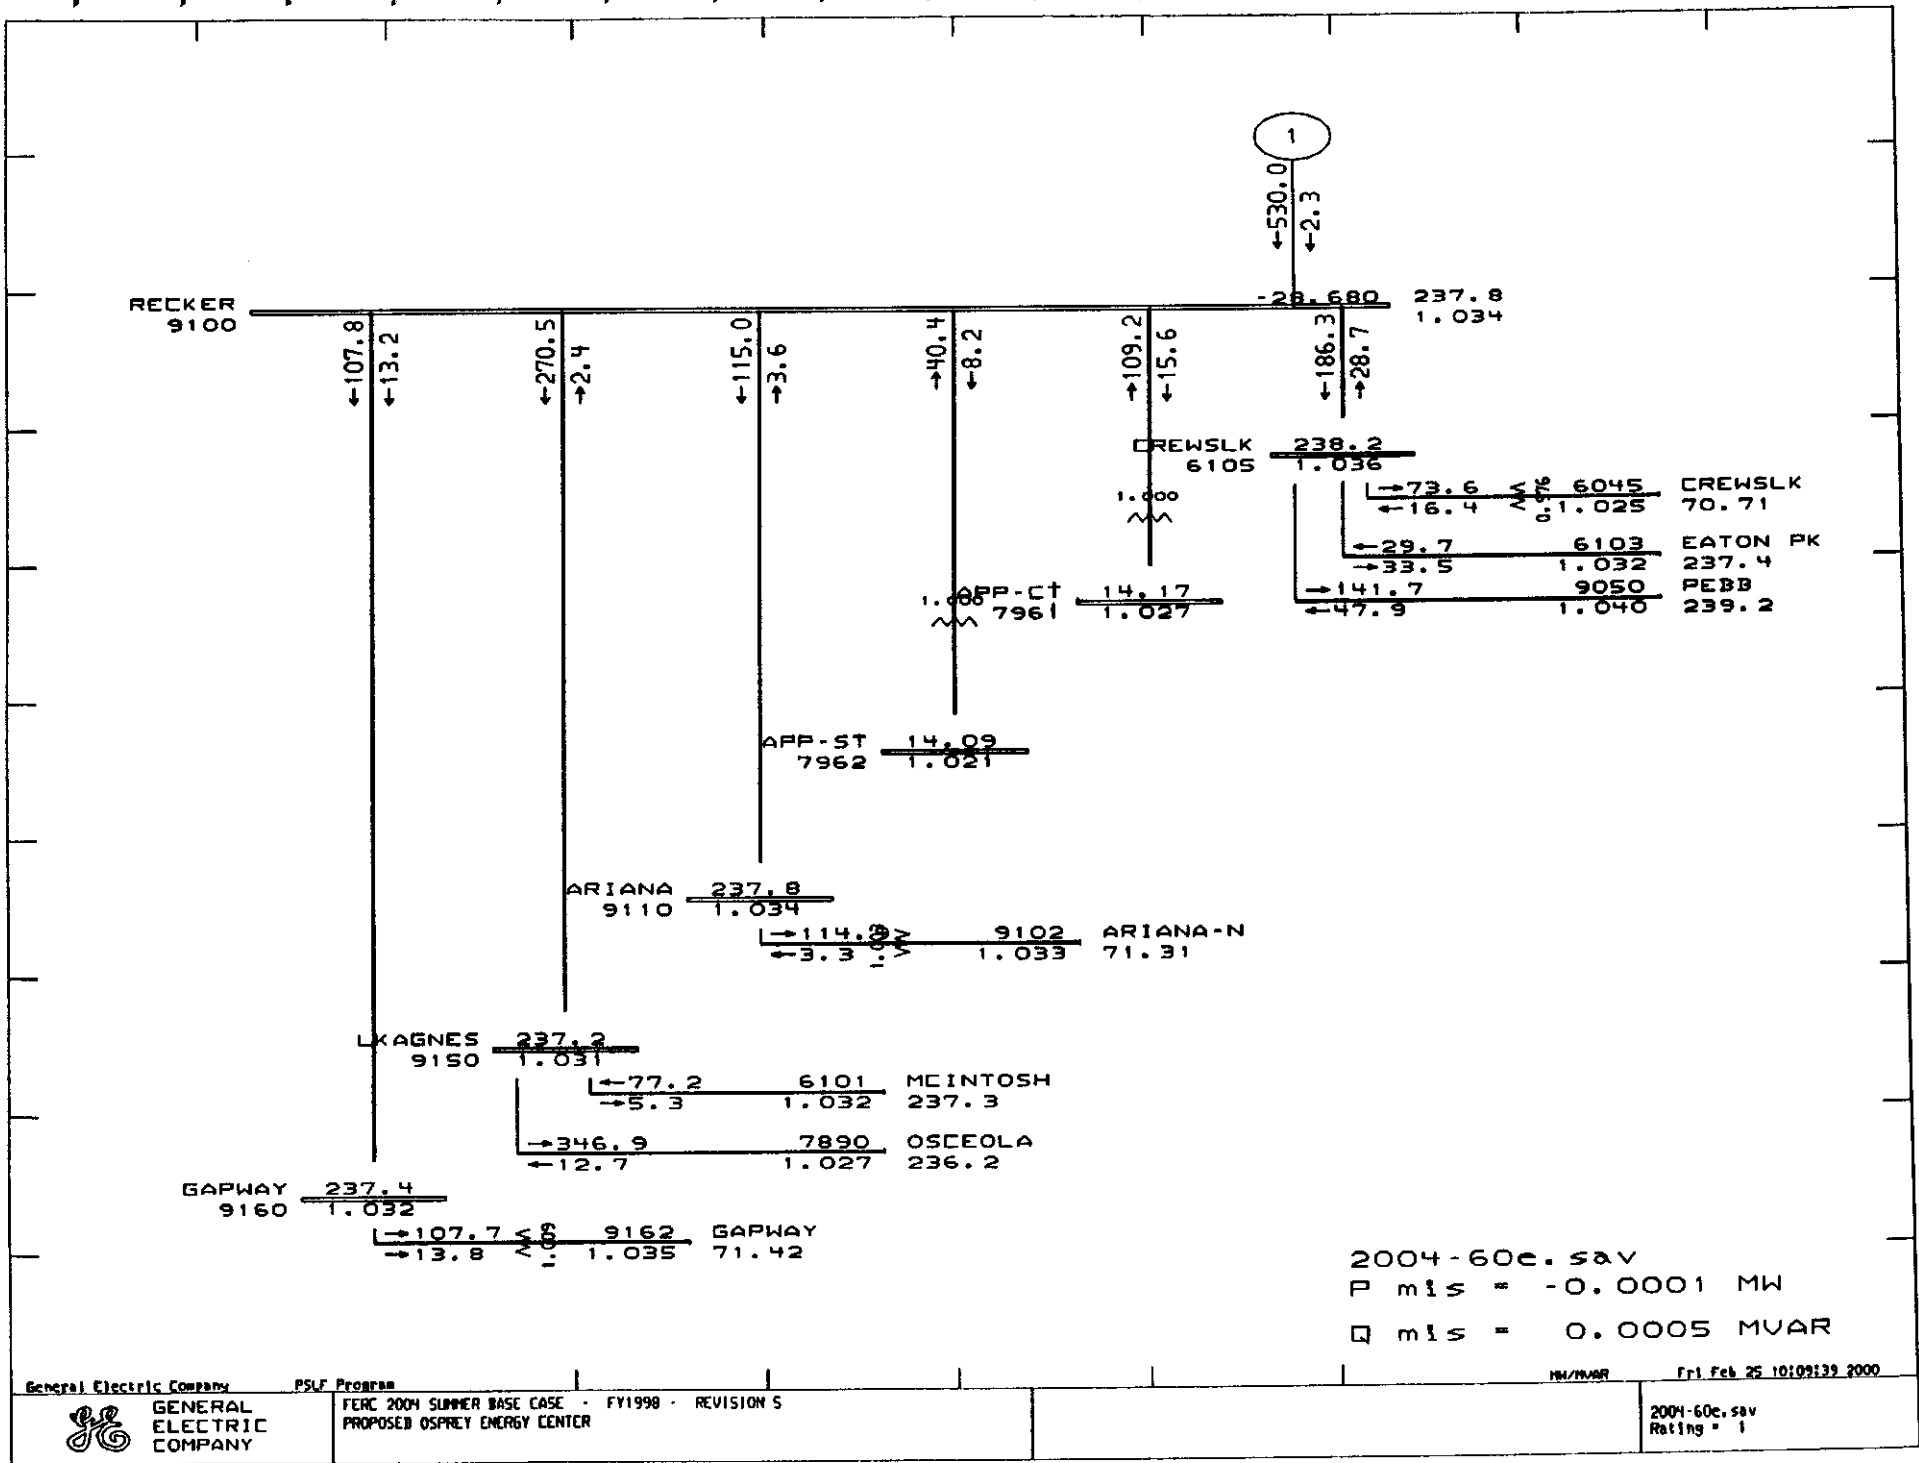 1
←530.0
←2.3
RECKER
9100
-28.680
237.8
1.034
←107.8
←13.2
←270.5
→2.4
←115.0
→3.6
→40.4
←8.2
→109.2
←15.6
←186.3
→28.7
CREWSLK
6105
238.2
1.036
→73.6
←16.4
0.976
6045
1.025
CREWSLK
70.71
←29.7
→33.5
6103
1.032
EATON PK
237.4
→141.7
←47.9
9050
1.040
PEBB
239.2
1.000
APP-CT
7961
14.17
1.027
1.000
APP-ST
7962
14.09
1.021
ARIANA
9110
237.8
1.034
→114.9
←3.3
9102
1.033
ARIANA-N
71.31
LKAGNES
9150
237.2
1.031
←77.2
→5.3
6101
1.032
MCINTOSH
237.3
→346.9
←12.7
7890
1.027
OSCEOLA
236.2
GAPWAY
9160
237.4
1.032
→107.7
→13.8
1.009
9162
1.035
GAPWAY
71.42
2004-60e.sav
P mis = -0.0001 MW
Q mis = 0.0005 MVAR
General Electric Company PSLF Program
MW/MVAR Fri Feb 25 10:09:39 2000
GENERAL
ELECTRIC
COMPANY
FERC 2004 SUMMER BASE CASE - FY1998 - REVISION 5
PROPOSED OSPREY ENERGY CENTER
2004-60e.sav
Rating = 1